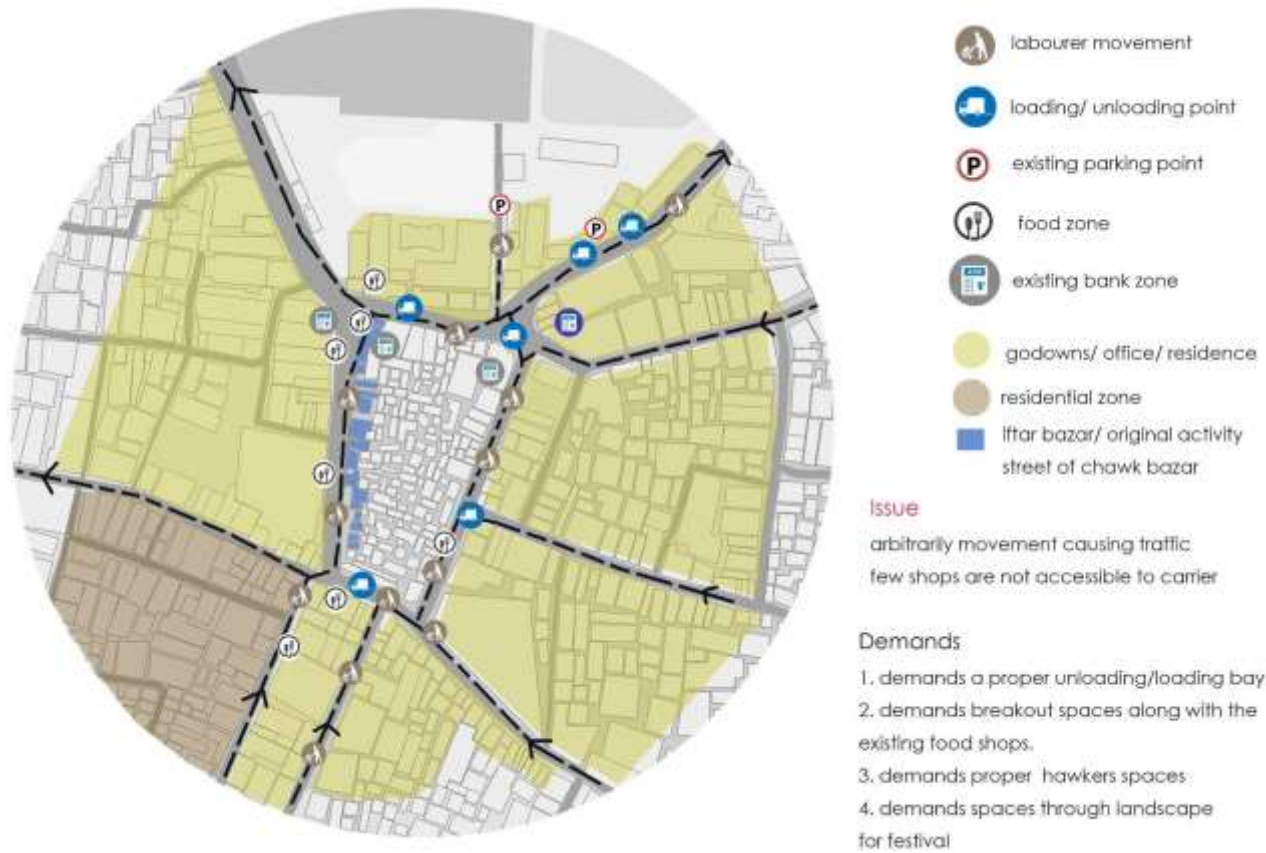 labourer movement
loading/ unloading point
P
existing parking point
food zone
existing bank zone
godowns/ office/ residence
residential zone
iftar bazar/ original activity
street of chawk bazar
Issue
arbitrarily movement causing traffic
few shops are not accessible to carrier
Demands
1. demands a proper unloading/loading bay
2. demands breakout spaces along with the
existing food shops.
3. demands proper hawkers spaces
4. demands spaces through landscape
for festival
P
P